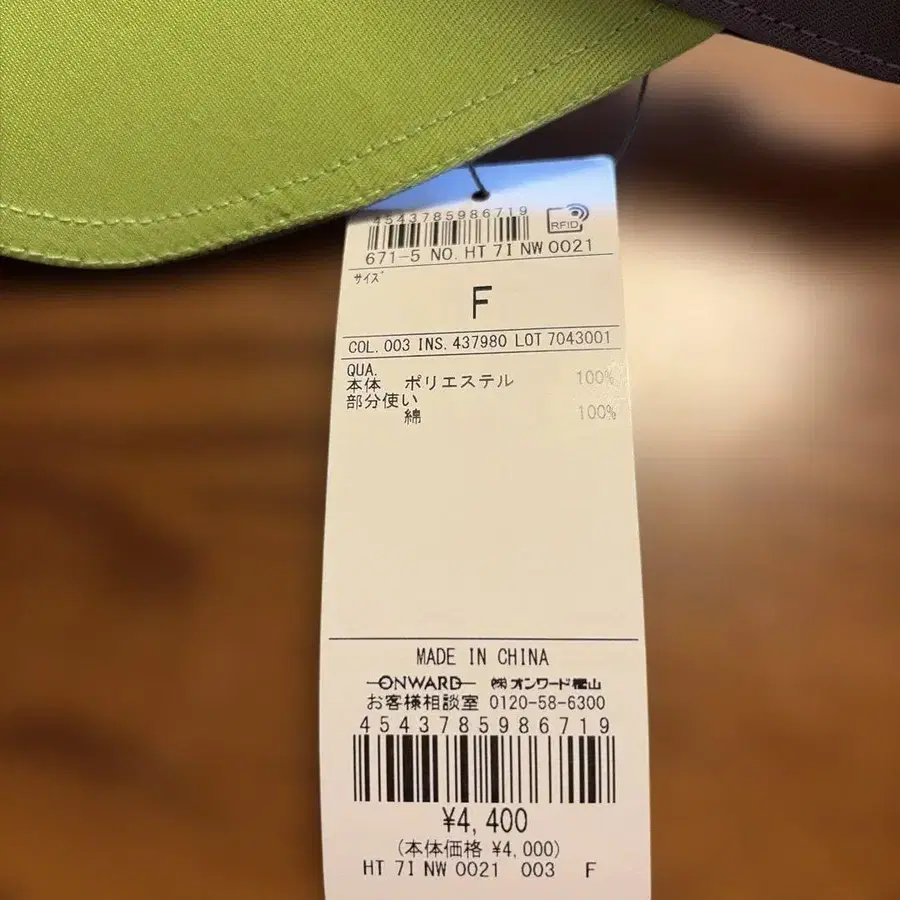 4543785986719
RFID
671-5 NO. HT 7I NW 0021
サイズ
F
COL. 003 INS. 437980 LOT 7043001
QUA.
本体 ポリエステル 100%
部分使い
綿 100%
MADE IN CHINA
ONWARD ㈱オンワード樫山
お客様相談室 0120-58-6300
4543785986719
¥4,400
(本体価格 ¥4,000)
HT 7I NW 0021 003 F